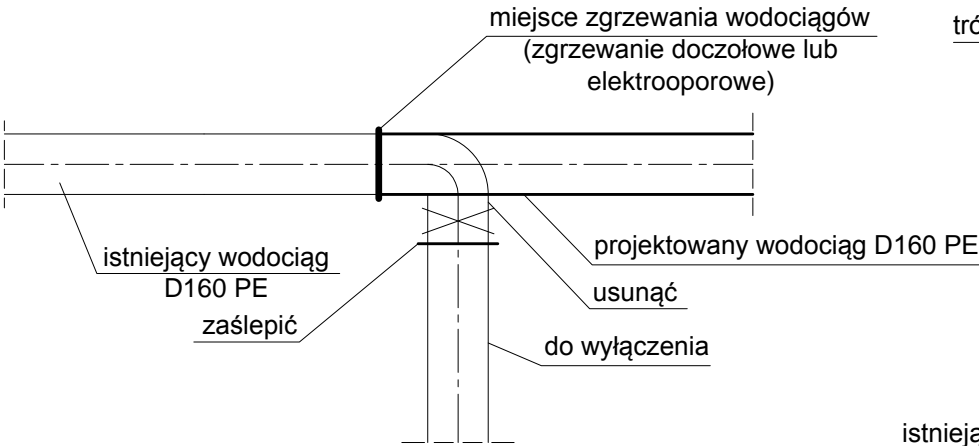 miejsce zgrzewania wodociągów
(zgrzewanie doczołowe lub
elektrooporowe)
istniejący wodociąg
D160 PE
projektowany wodociąg D160 PE
usunąć
zaślepić
do wyłączenia